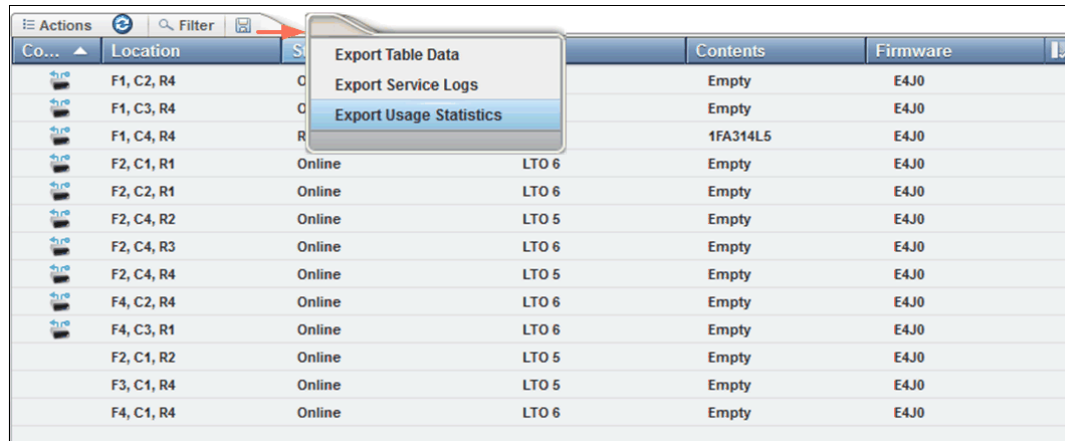 Actions Filter
Co... Location S Contents Firmware
Export Table Data
Export Service Logs
Export Usage Statistics
F1, C2, R4 O Empty E4J0
F1, C3, R4 O Empty E4J0
F1, C4, R4 R 1FA314L5 E4J0
F2, C1, R1 Online LTO 6 Empty E4J0
F2, C2, R1 Online LTO 6 Empty E4J0
F2, C4, R2 Online LTO 5 Empty E4J0
F2, C4, R3 Online LTO 6 Empty E4J0
F2, C4, R4 Online LTO 5 Empty E4J0
F4, C2, R4 Online LTO 6 Empty E4J0
F4, C3, R1 Online LTO 6 Empty E4J0
F2, C1, R2 Online LTO 5 Empty E4J0
F3, C1, R4 Online LTO 5 Empty E4J0
F4, C1, R4 Online LTO 6 Empty E4J0